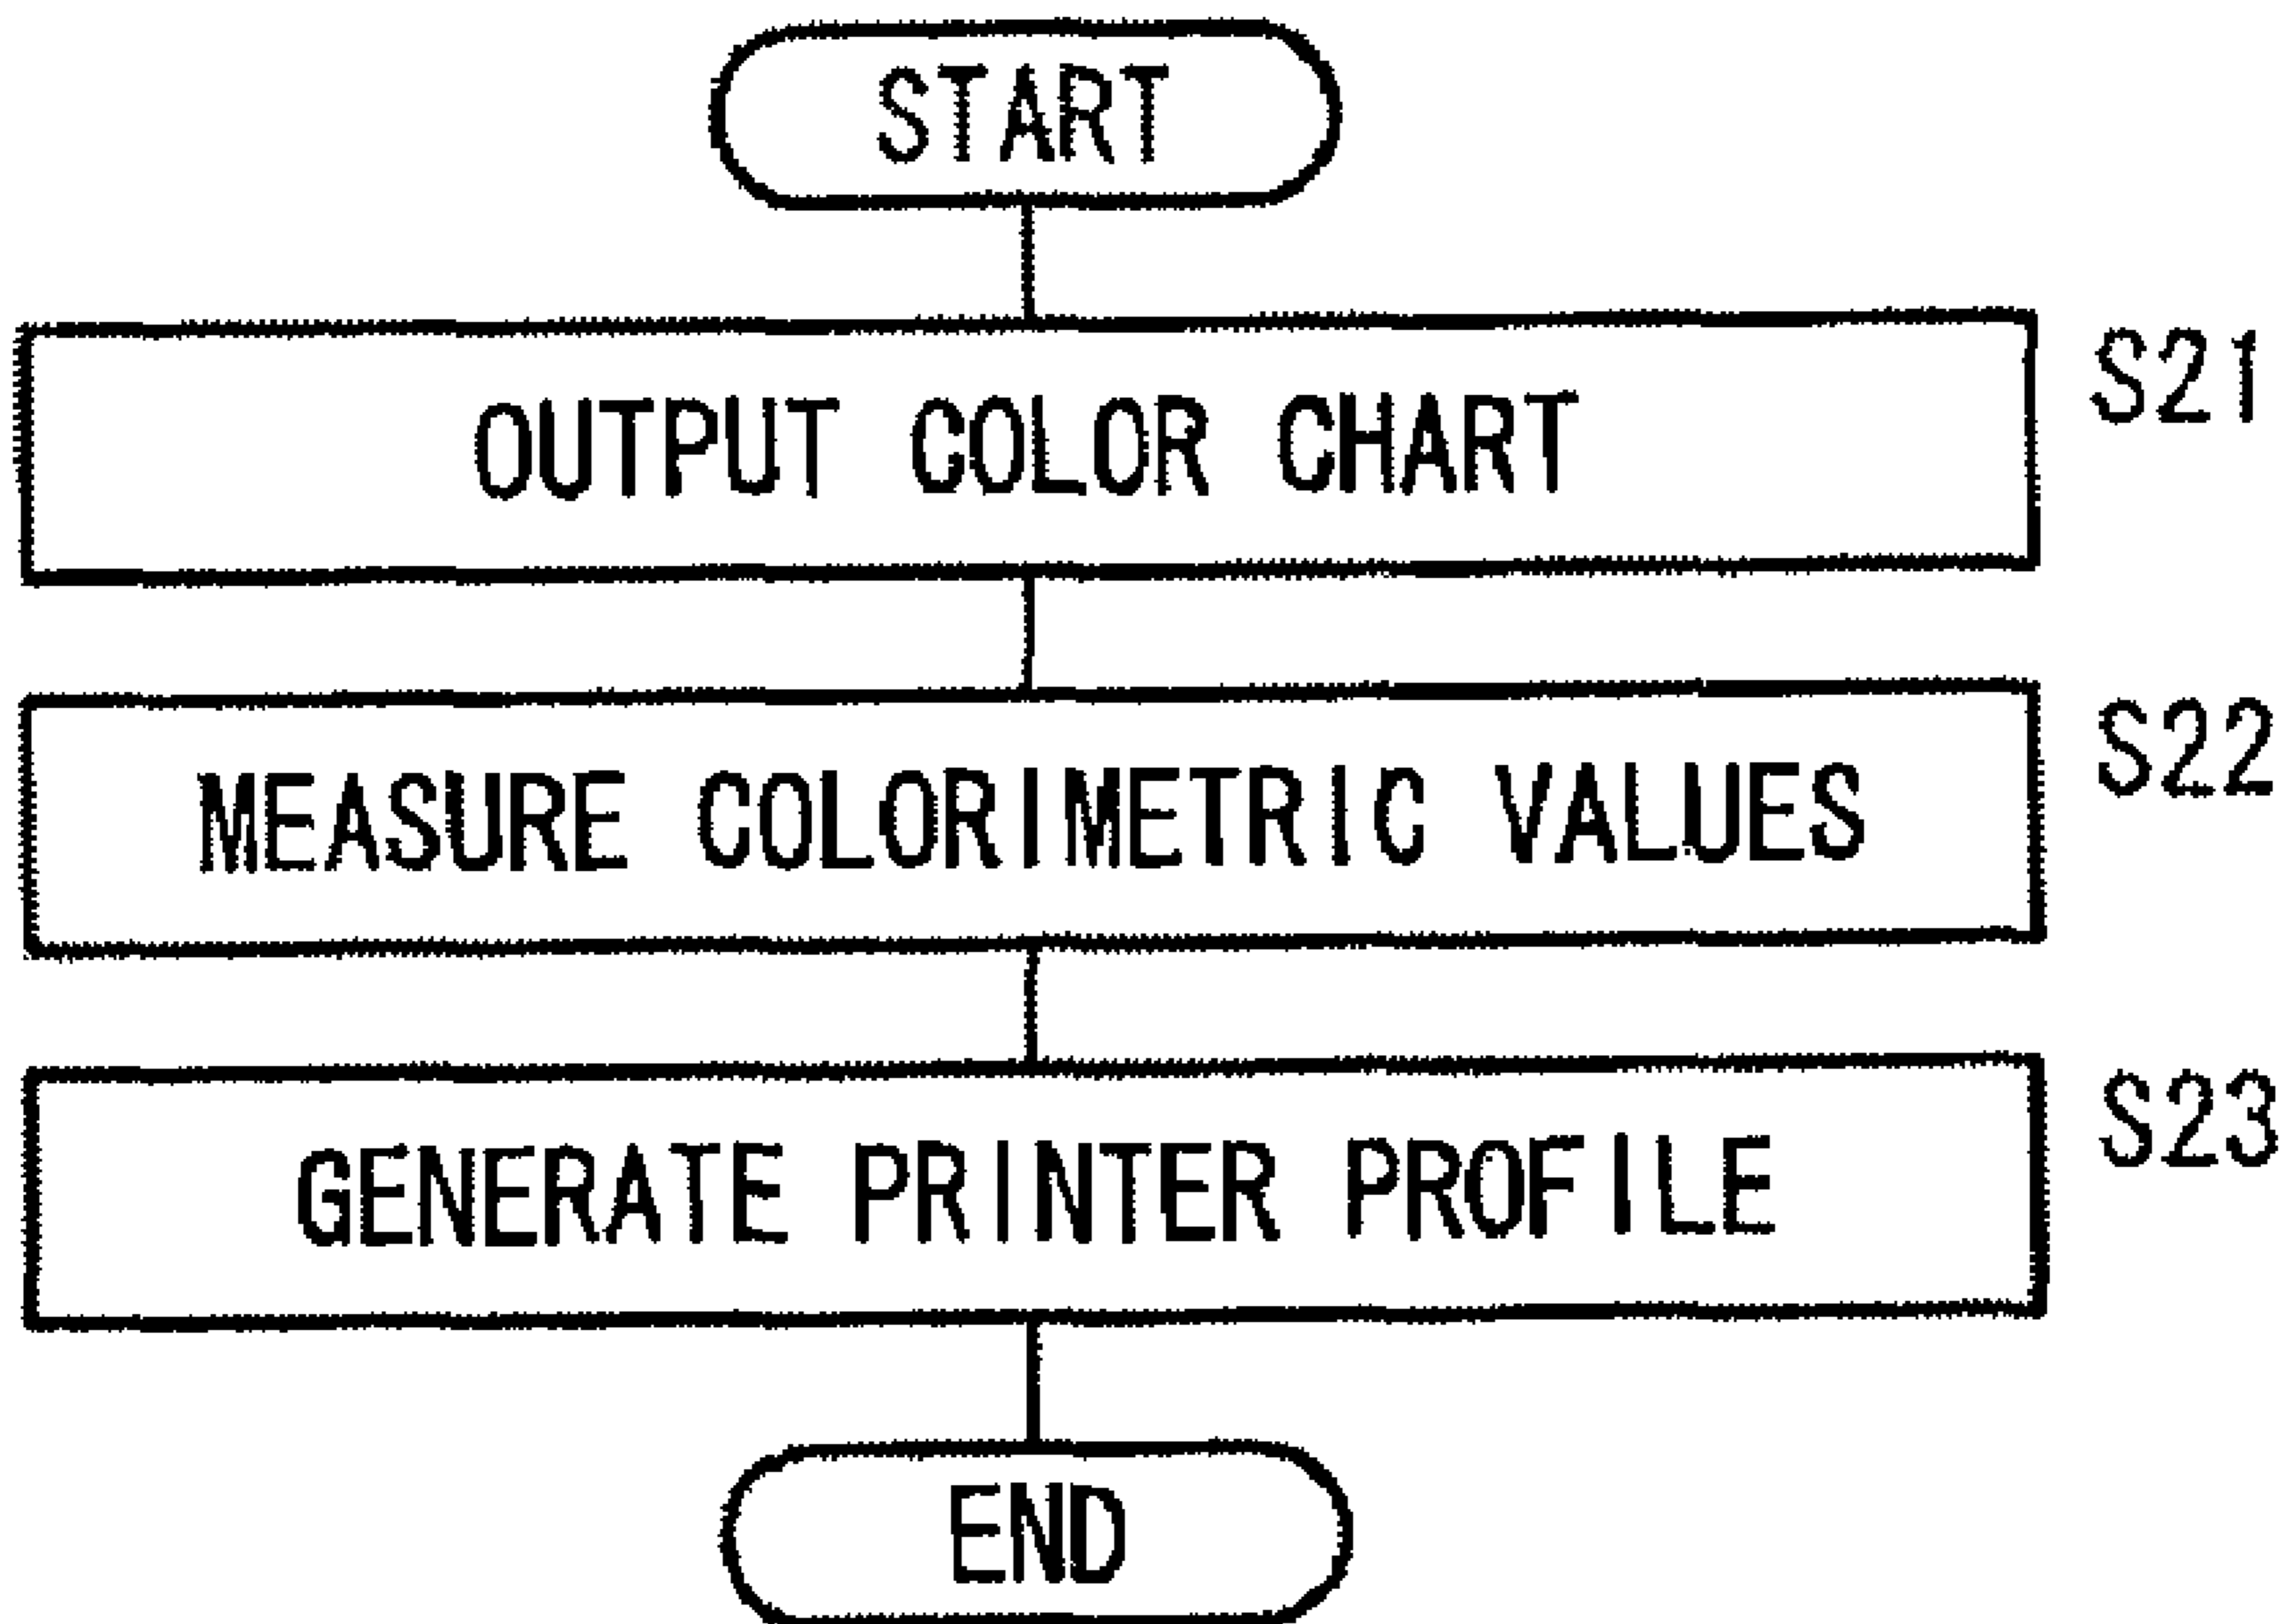 START
OUTPUT COLOR CHART
S21
MEASURE COLORIMETRIC VALUES
S22
GENERATE PRINTER PROFILE
S23
END